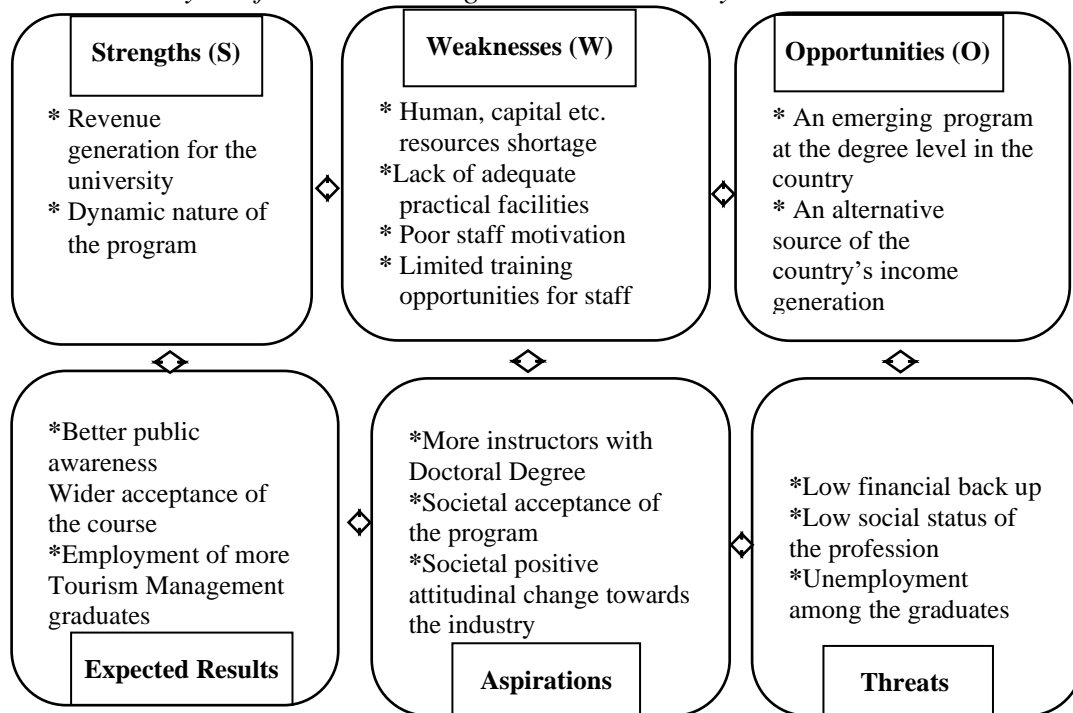 Strengths (S)
* Revenue
generation for the
university
* Dynamic nature of
the program
Weaknesses (W)
* Human, capital etc.
resources shortage
*Lack of adequate
practical facilities
* Poor staff motivation
* Limited training
opportunities for staff
Opportunities (O)
* An emerging program
at the degree level in the
country
* An alternative
source of the
country's income
generation
*Better public
awareness
Wider acceptance of
the course
*Employment of more
Tourism Management
graduates
Expected Results
*More instructors with
Doctoral Degree
*Societal acceptance of
the program
*Societal positive
attitudinal change towards
the industry
Aspirations
*Low financial back up
*Low social status of
the profession
*Unemployment
among the graduates
Threats